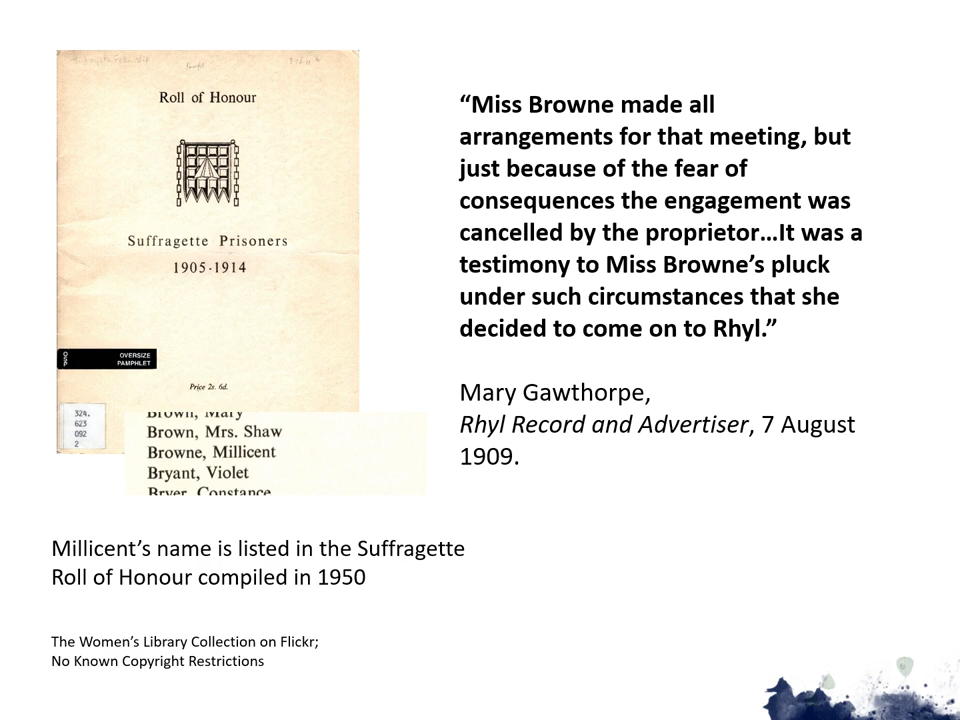 Roll of Honour
Suffragette Prisoners
1905-1914
OVERSIZE
PAMPHLET
Price 2s. 6d.
324.
623
092
2
Brown, Mary
Brown, Mrs. Shaw
Browne, Millicent
Bryant, Violet
Bryer, Constance
“Miss Browne made all
arrangements for that meeting, but
just because of the fear of
consequences the engagement was
cancelled by the proprietor…It was a
testimony to Miss Browne’s pluck
under such circumstances that she
decided to come on to Rhyl.”
Mary Gawthorpe,
Rhyl Record and Advertiser, 7 August
1909.
Millicent’s name is listed in the Suffragette
Roll of Honour compiled in 1950
The Women’s Library Collection on Flickr;
No Known Copyright Restrictions